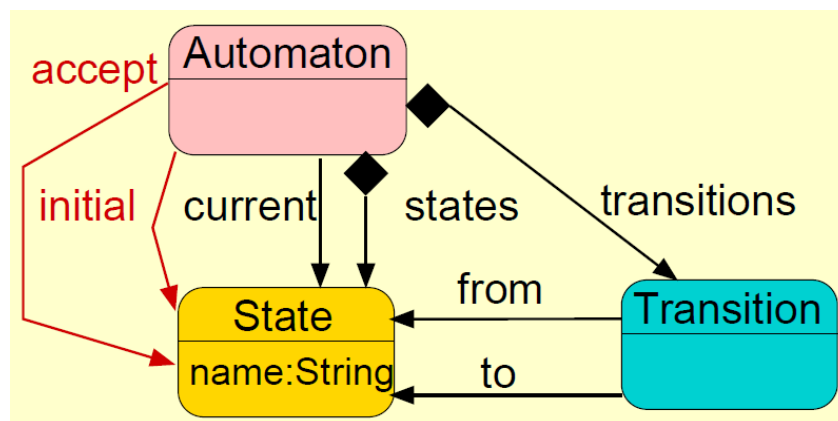 Automaton
accept
initial
current
states
transitions
from
State
name:String
Transition
to